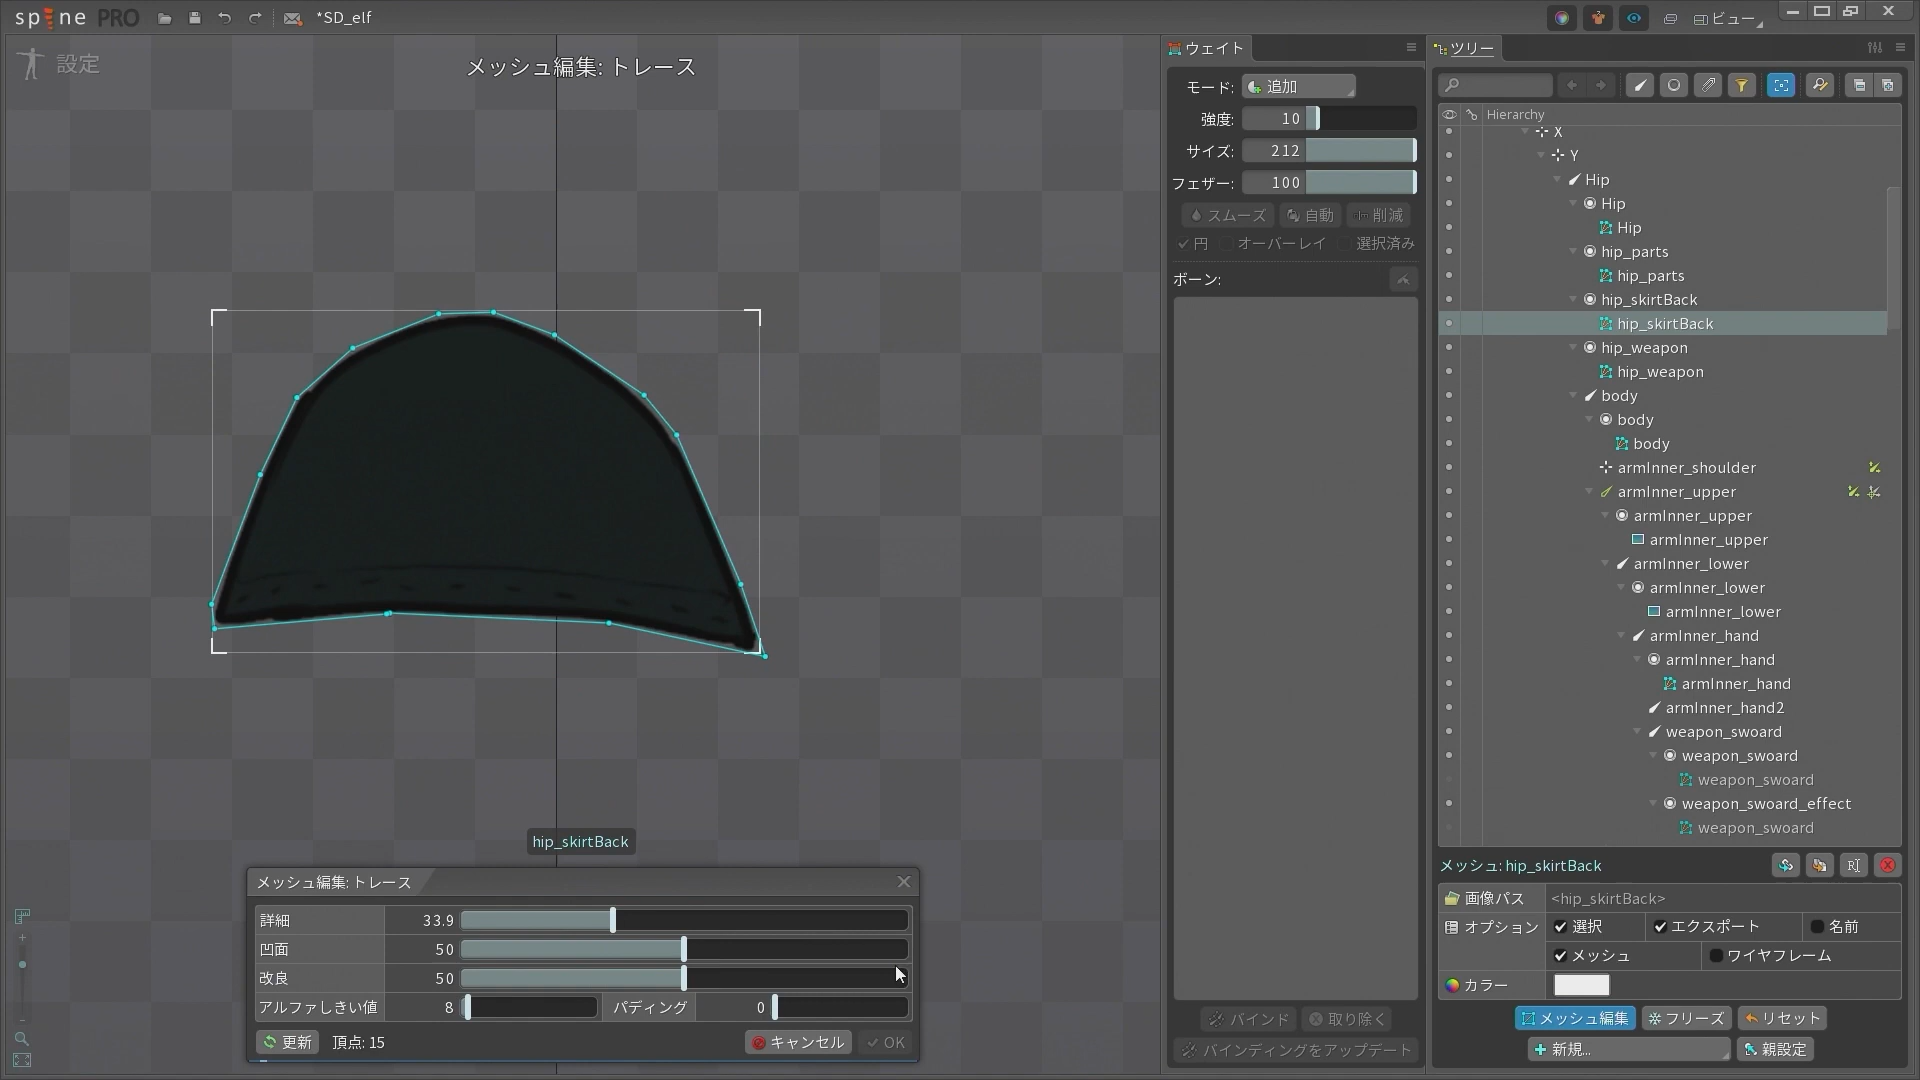 spine PRO
*SD_elf
ビュー
設定
メッシュ編集: トレース
hip_skirtBack
メッシュ編集: トレース
詳細 33.9
凹面 50
改良 50
アルファしきい値 8 パディング 0
更新 頂点: 15 キャンセル OK
ウェイト
モード: 追加
強度: 10
サイズ: 212
フェザー: 100
スムーズ 自動 削減
円 オーバーレイ 選択済み
ボーン:
バインド 取り除く
バインディングをアップデート
ツリー
Hierarchy
X
Y
Hip
Hip
Hip
hip_parts
hip_parts
hip_skirtBack
hip_skirtBack
hip_weapon
hip_weapon
body
body
body
armInner_shoulder
armInner_upper
armInner_upper
armInner_upper
armInner_lower
armInner_lower
armInner_lower
armInner_hand
armInner_hand
armInner_hand
armInner_hand2
weapon_swoard
weapon_swoard
weapon_swoard
weapon_swoard_effect
weapon_swoard
メッシュ: hip_skirtBack
画像パス <hip_skirtBack>
オプション 選択 エクスポート 名前
メッシュ ワイヤフレーム
カラー
メッシュ編集 フリーズ リセット
新規... 親設定